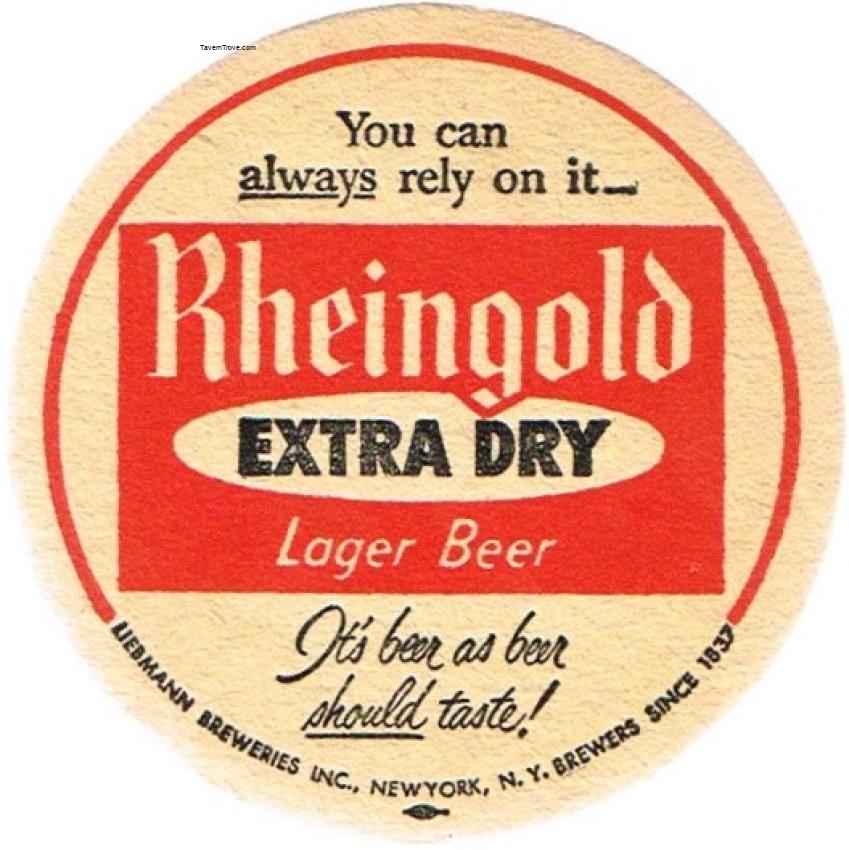 TavernTrove.com
You can
always rely on it—
Rheingold
EXTRA DRY
Lager Beer
It's beer as beer
should taste!
LIEBMANN BREWERIES INC., NEW YORK, N. Y. BREWERS SINCE 1837